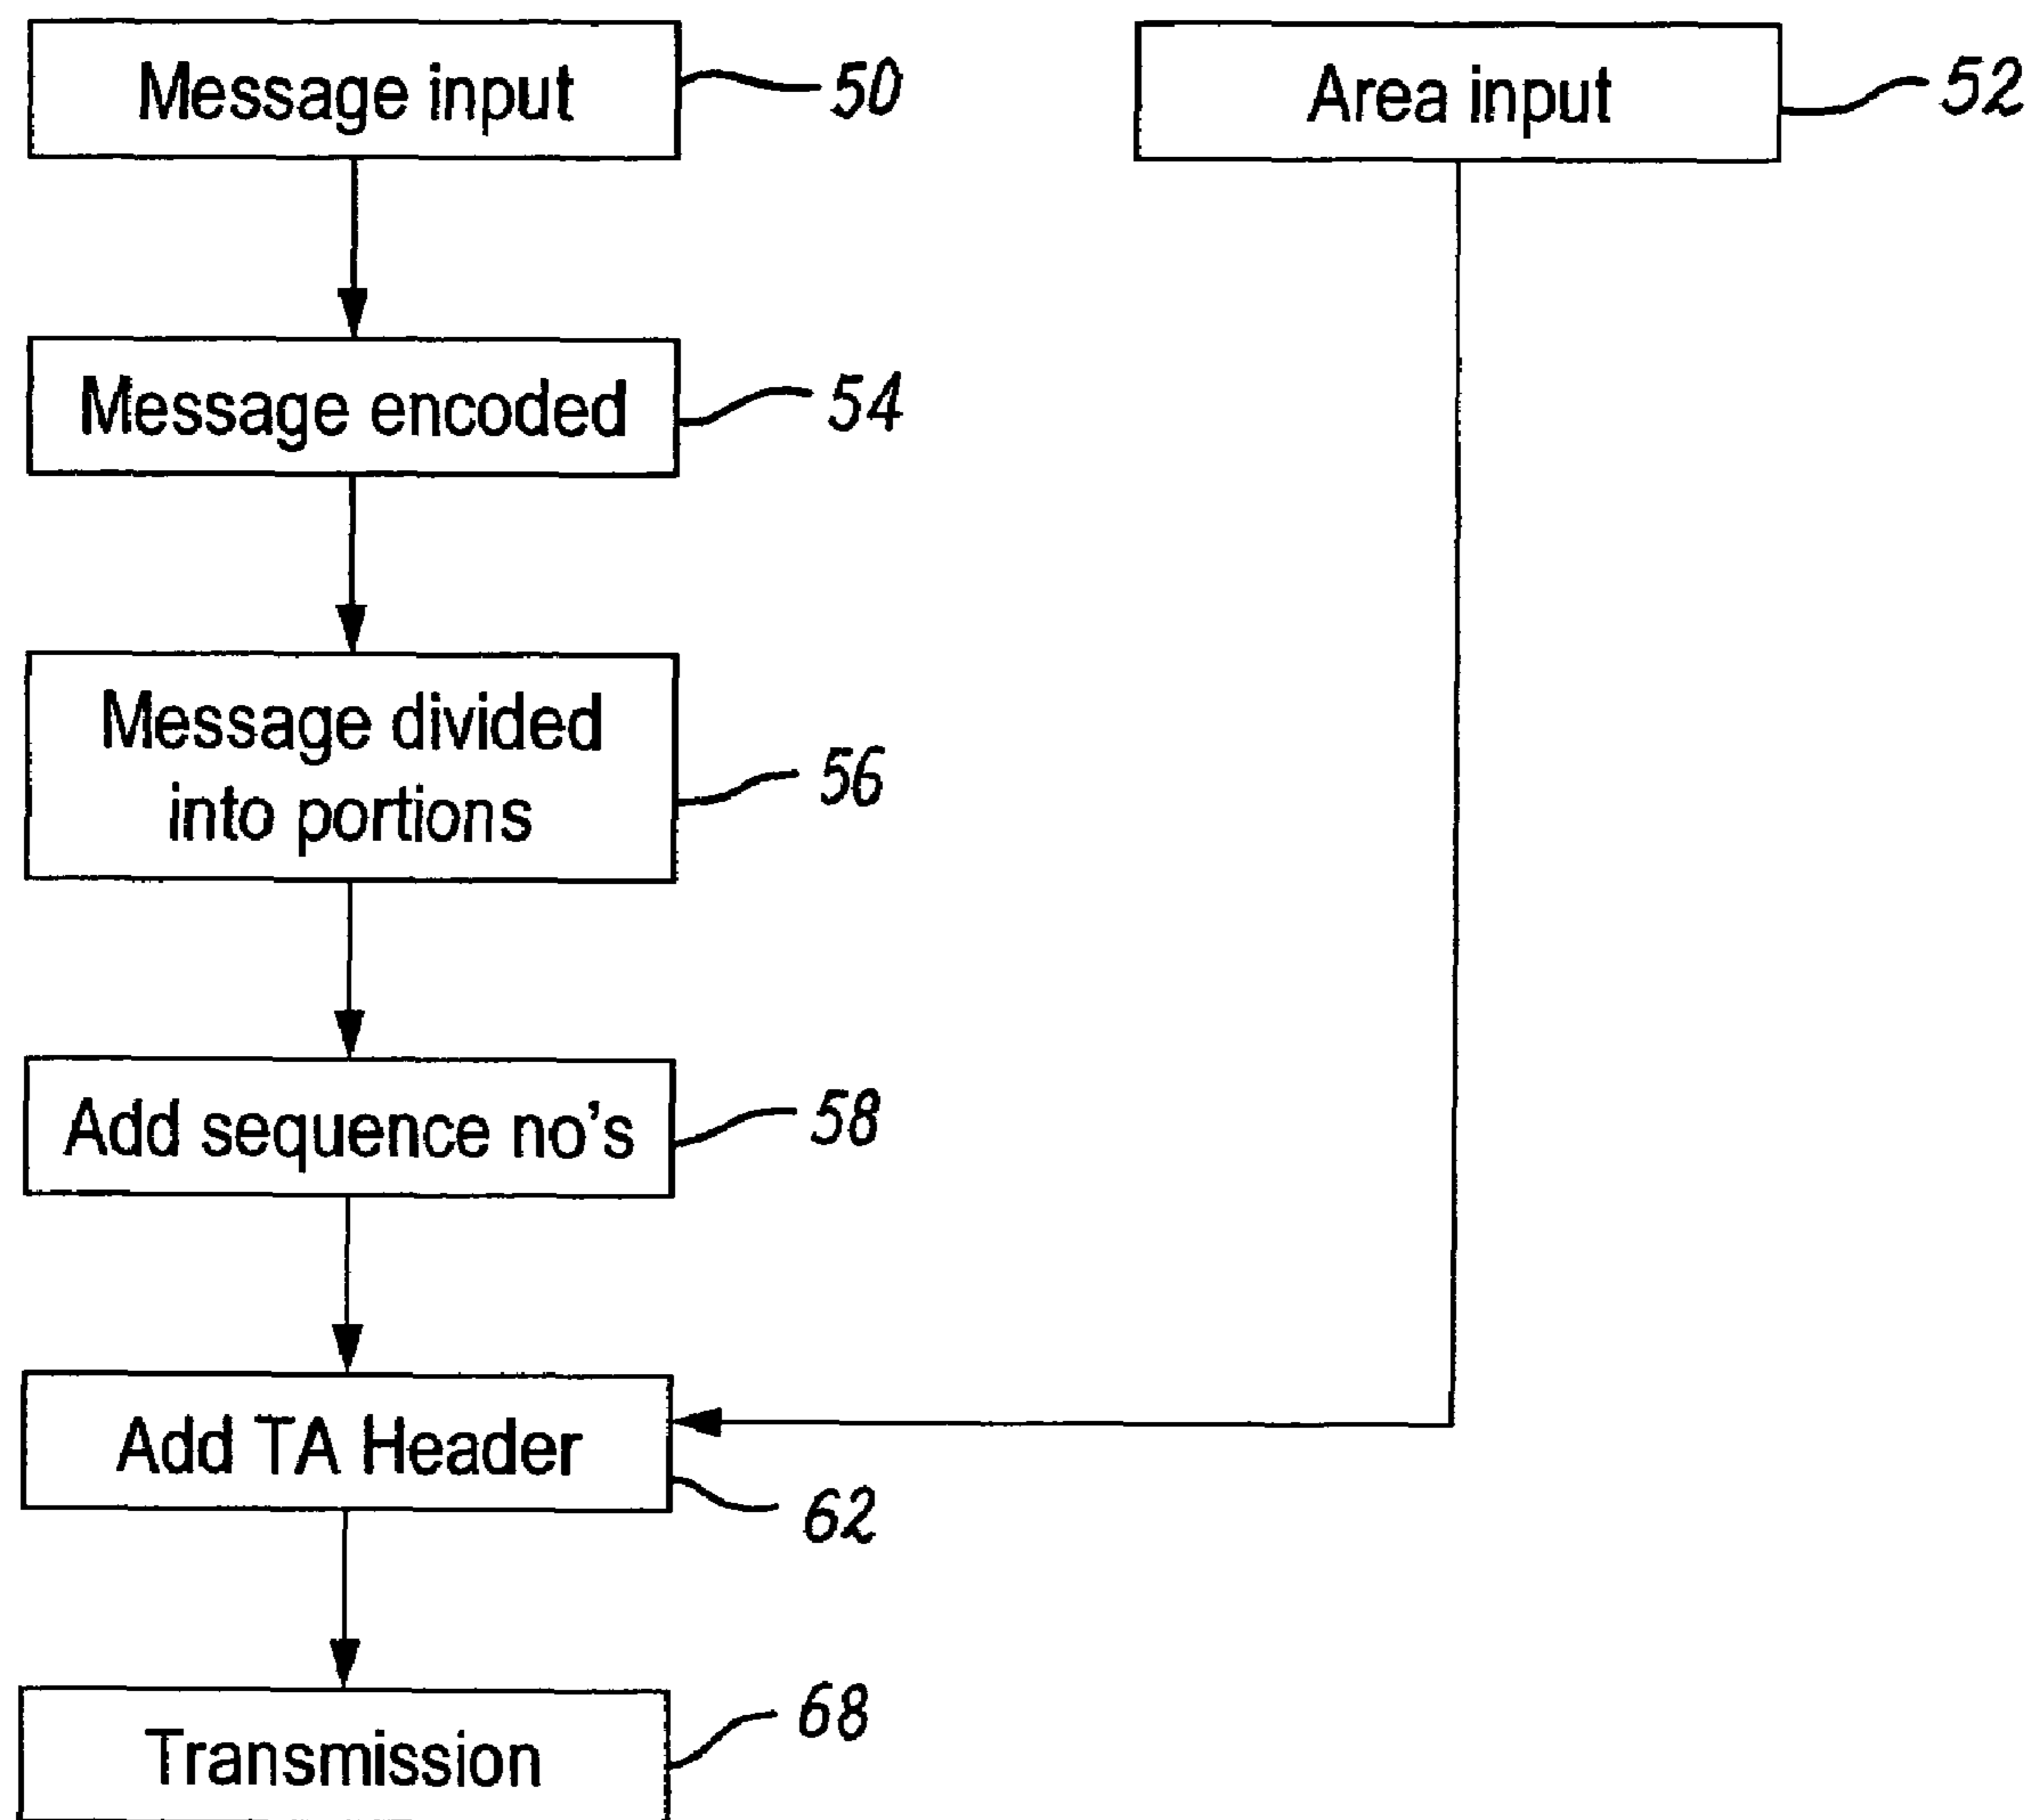 Message input
50
Area input
52
Message encoded
54
Message divided
into portions
56
Add sequence no's
58
Add TA Header
62
Transmission
68